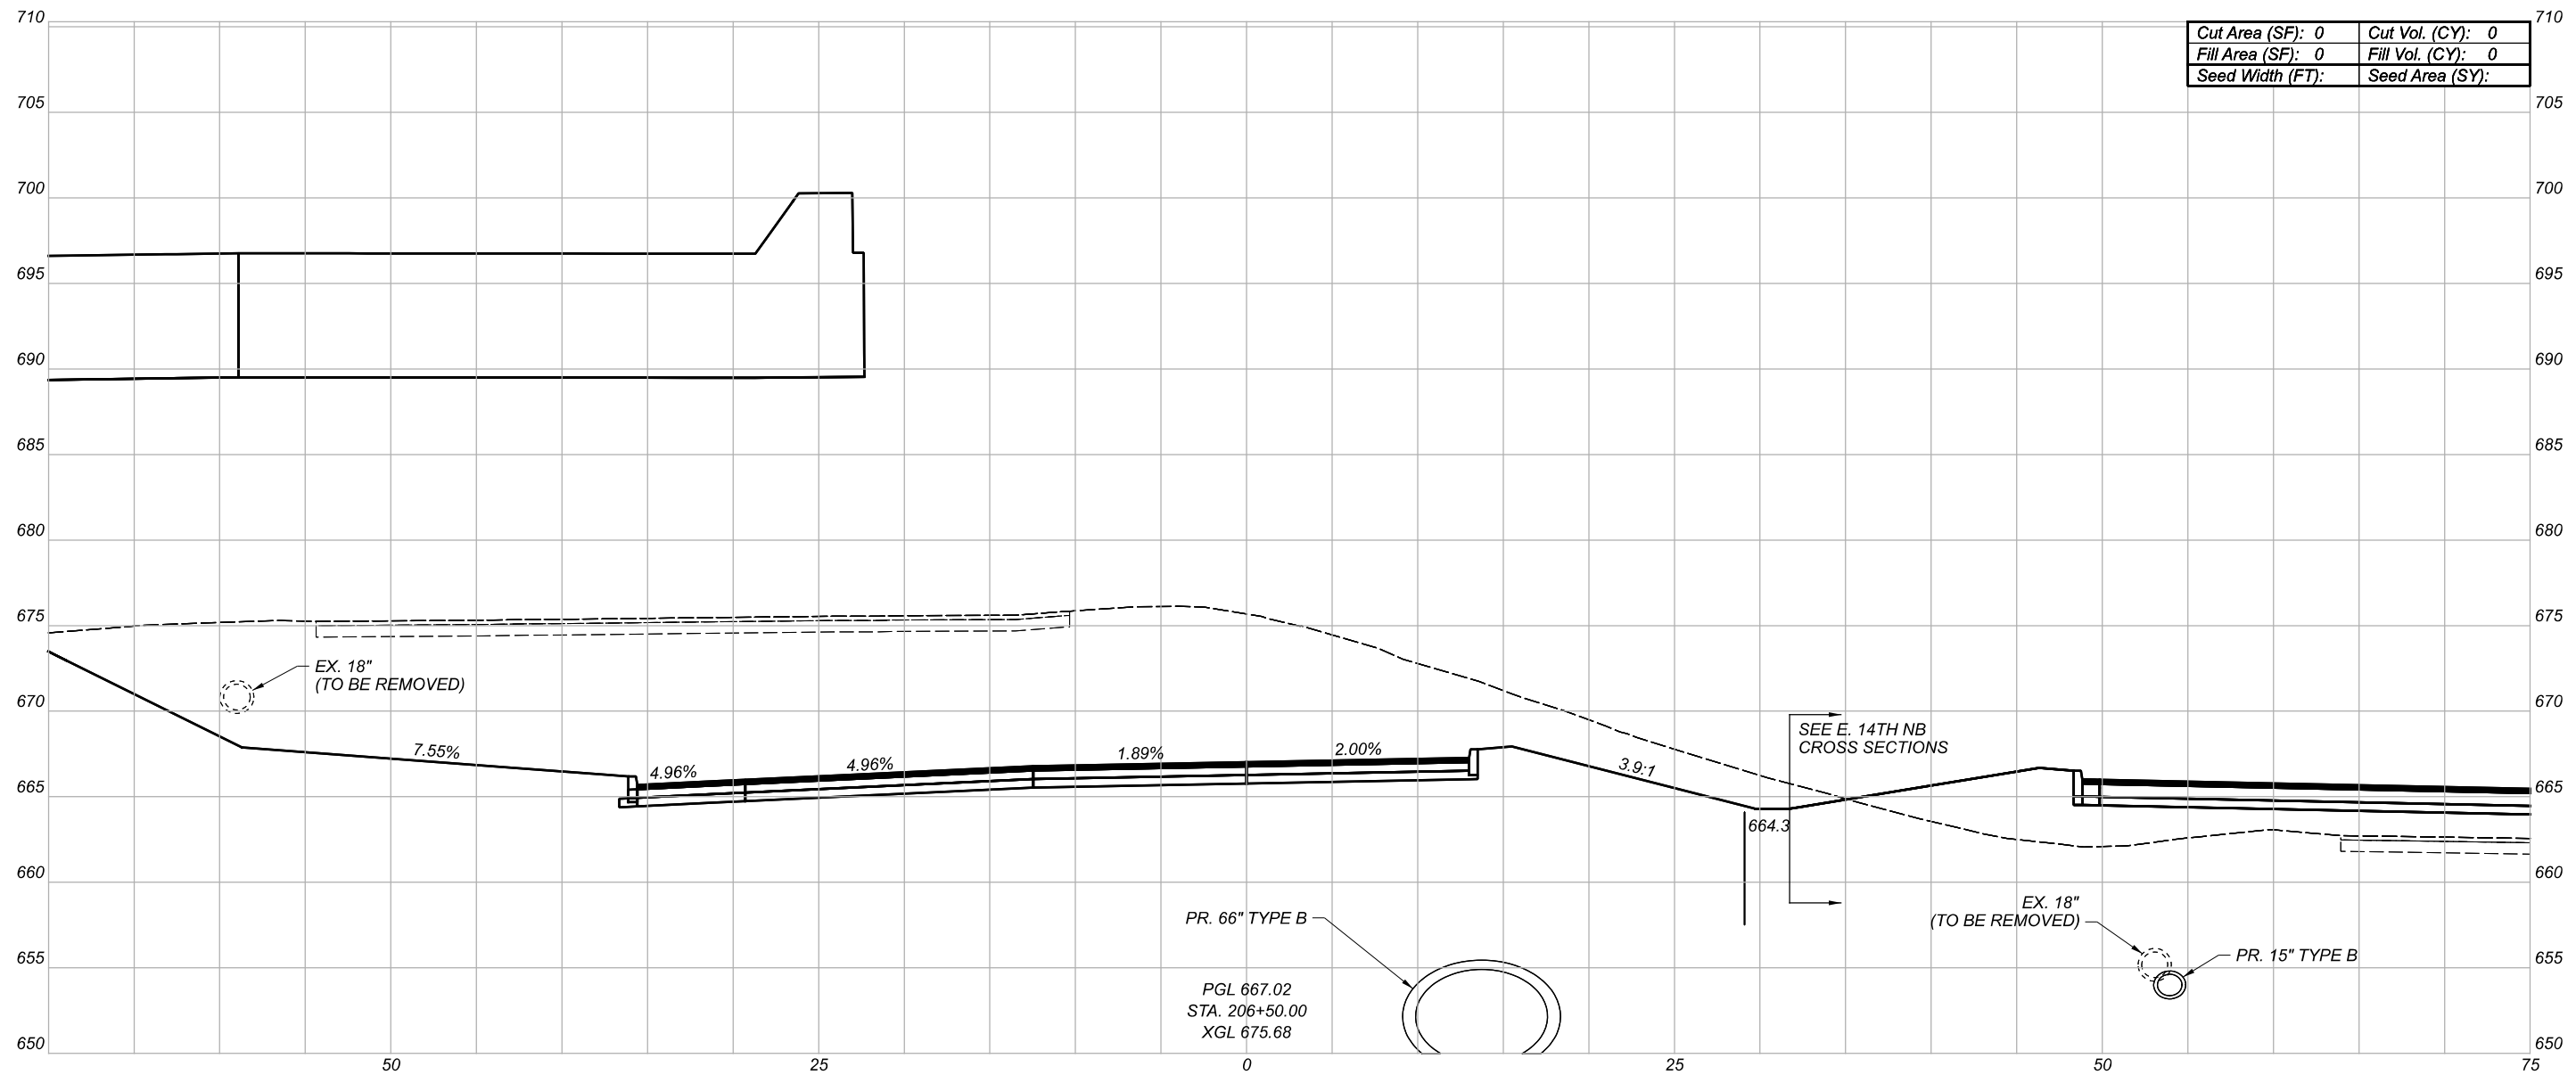 710
710
Cut Area (SF): 0 Cut Vol. (CY): 0
Fill Area (SF): 0 Fill Vol. (CY): 0
Seed Width (FT): Seed Area (SY):
705
705
700
700
695
695
690
690
685
685
680
680
675
675
EX. 18"
(TO BE REMOVED)
670
670
SEE E. 14TH NB
CROSS SECTIONS
7.55%
4.96%
4.96%
1.89%
2.00%
3.9:1
665
665
664.3
660
660
PR. 66" TYPE B
EX. 18"
(TO BE REMOVED)
PR. 15" TYPE B
655
655
PGL 667.02
STA. 206+50.00
XGL 675.68
650
650
50
25
0
25
50
75